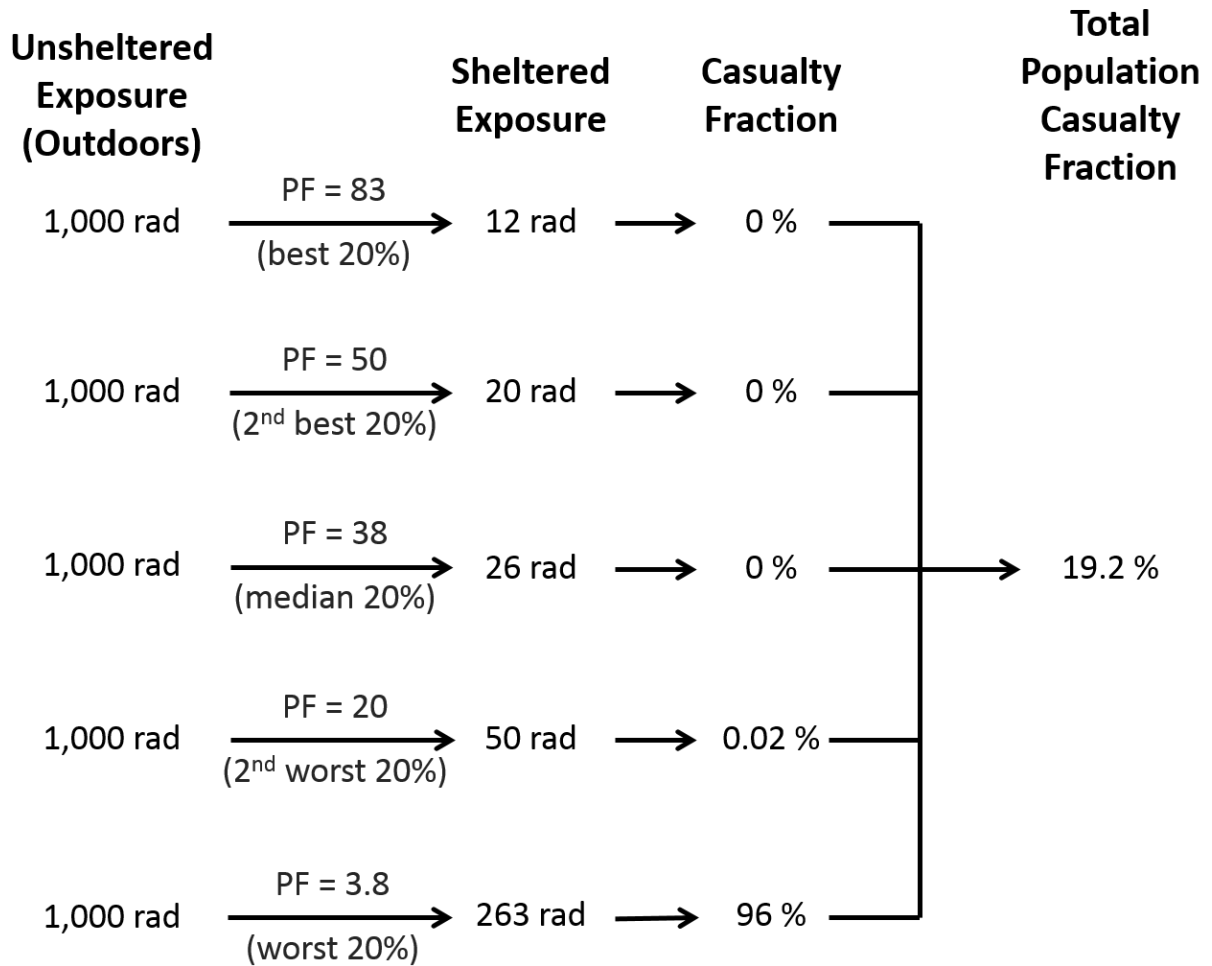 Unsheltered
Exposure
(Outdoors)
Sheltered
Exposure
Casualty
Fraction
Total
Population
Casualty
Fraction
1,000 rad
PF = 83
(best 20%)
12 rad
0 %
1,000 rad
PF = 50
(2nd best 20%)
20 rad
0 %
1,000 rad
PF = 38
(median 20%)
26 rad
0 %
19.2 %
1,000 rad
PF = 20
(2nd worst 20%)
50 rad
0.02 %
1,000 rad
PF = 3.8
(worst 20%)
263 rad
96 %